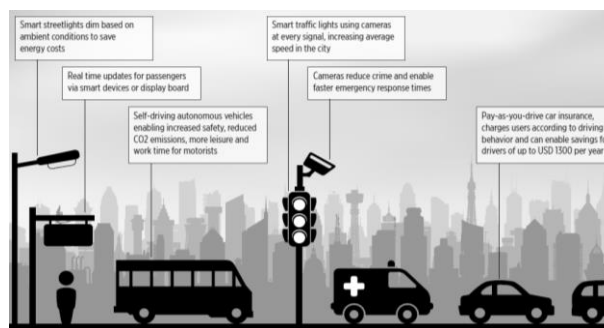 Smart streetlights dim based on
ambient conditions to save
energy costs
Real time updates for passengers
via smart devices or display board
Self-driving autonomous vehicles
enabling increased safety, reduced
CO2 emissions, more leisure and
work time for motorists
Smart traffic lights using cameras
at every signal, increasing average
speed in the city
Cameras reduce crime and enable
faster emergency response times
Pay-as-you-drive car insurance,
charges users according to driving
behavior and can enable savings
drivers of up to USD 1300 per year